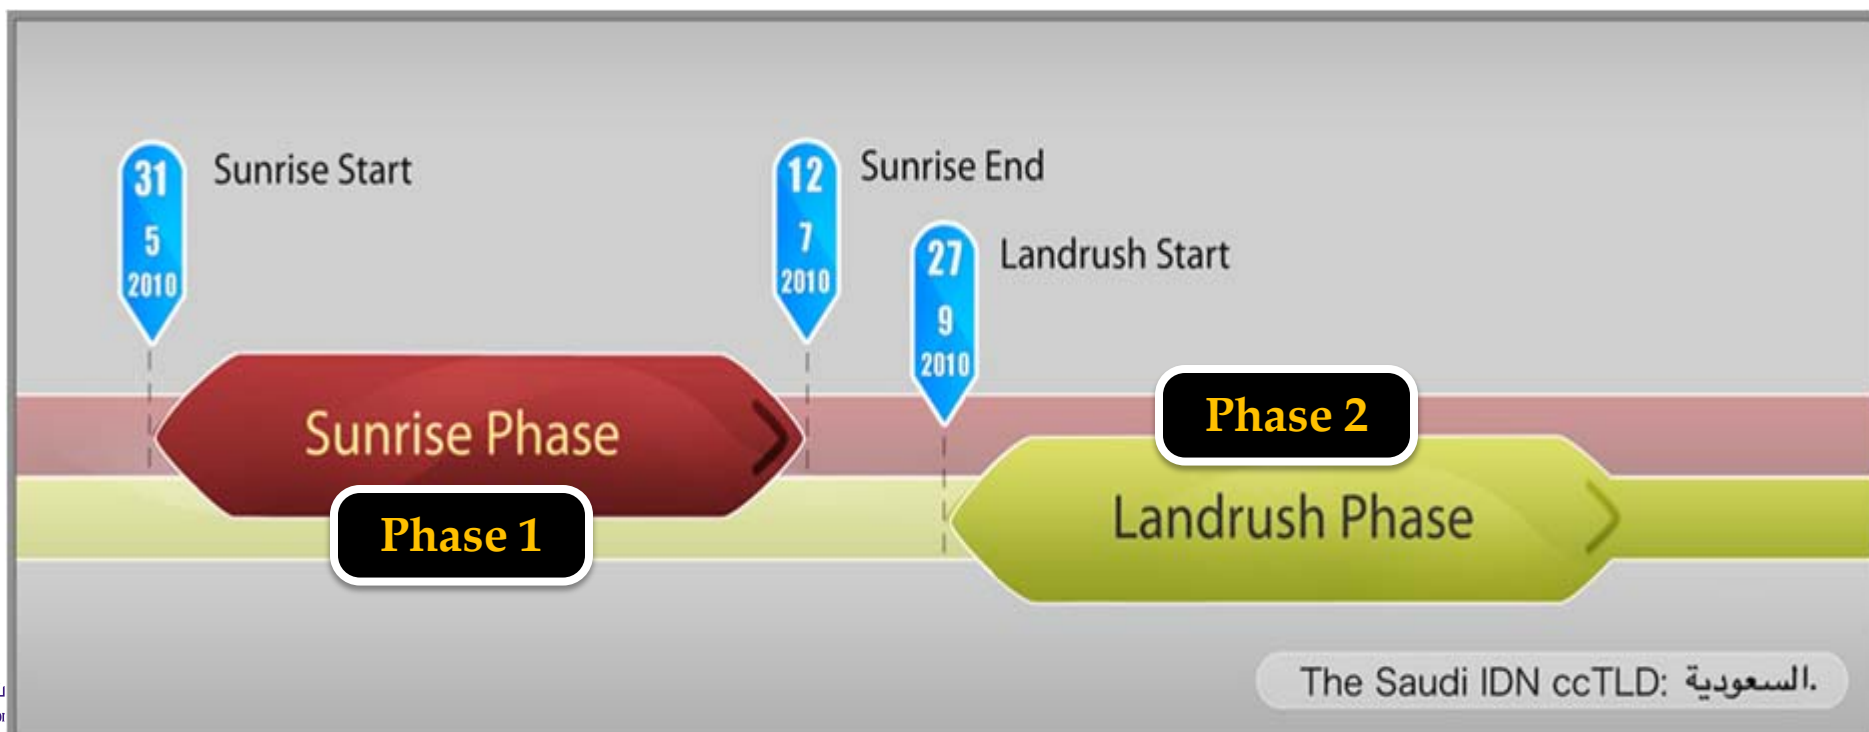 31
5
2010
Sunrise Start
12
7
2010
Sunrise End
27
9
2010
Landrush Start
Sunrise Phase
Phase 1
Phase 2
Landrush Phase
The Saudi IDN ccTLD: السعودية.